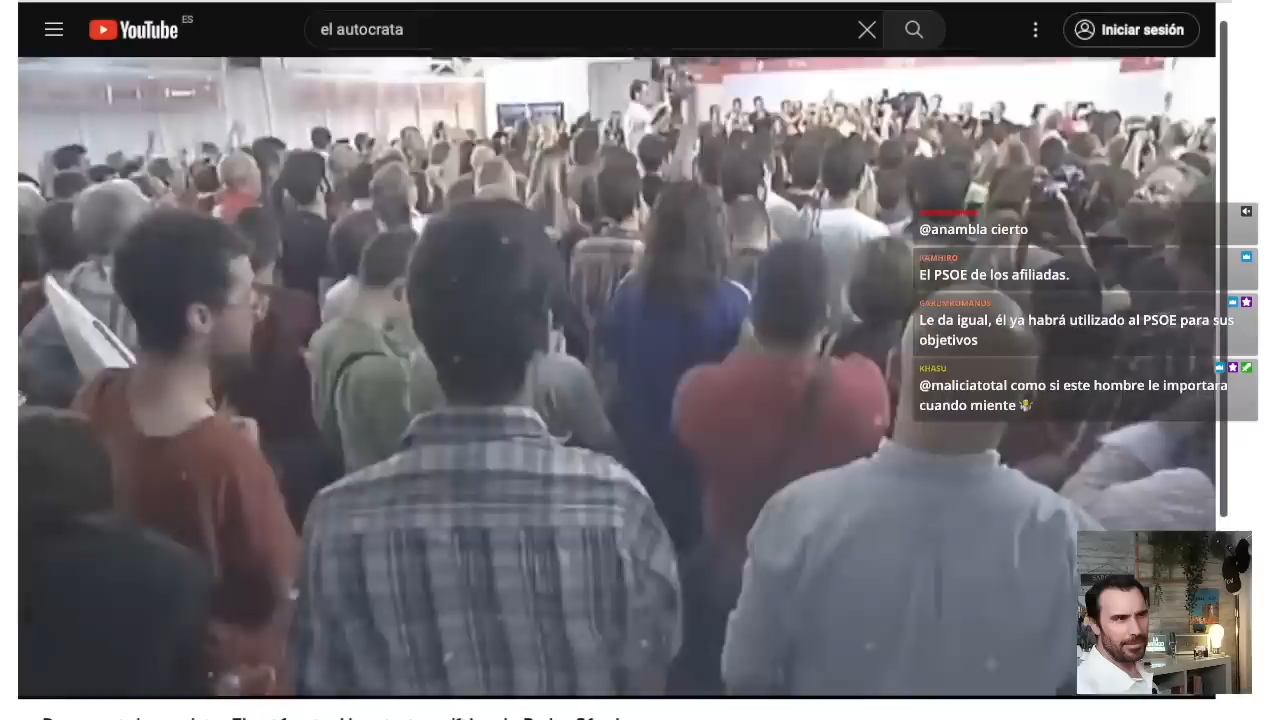 YouTube
ES
el autocrata
Iniciar sesión
@anambla cierto
RAMHIRO
El PSOE de los afiliadas.
Le da igual, él ya habrá utilizado al PSOE para sus
objetivos
KHASU
@maliciatotal como si este hombre le importara
cuando miente